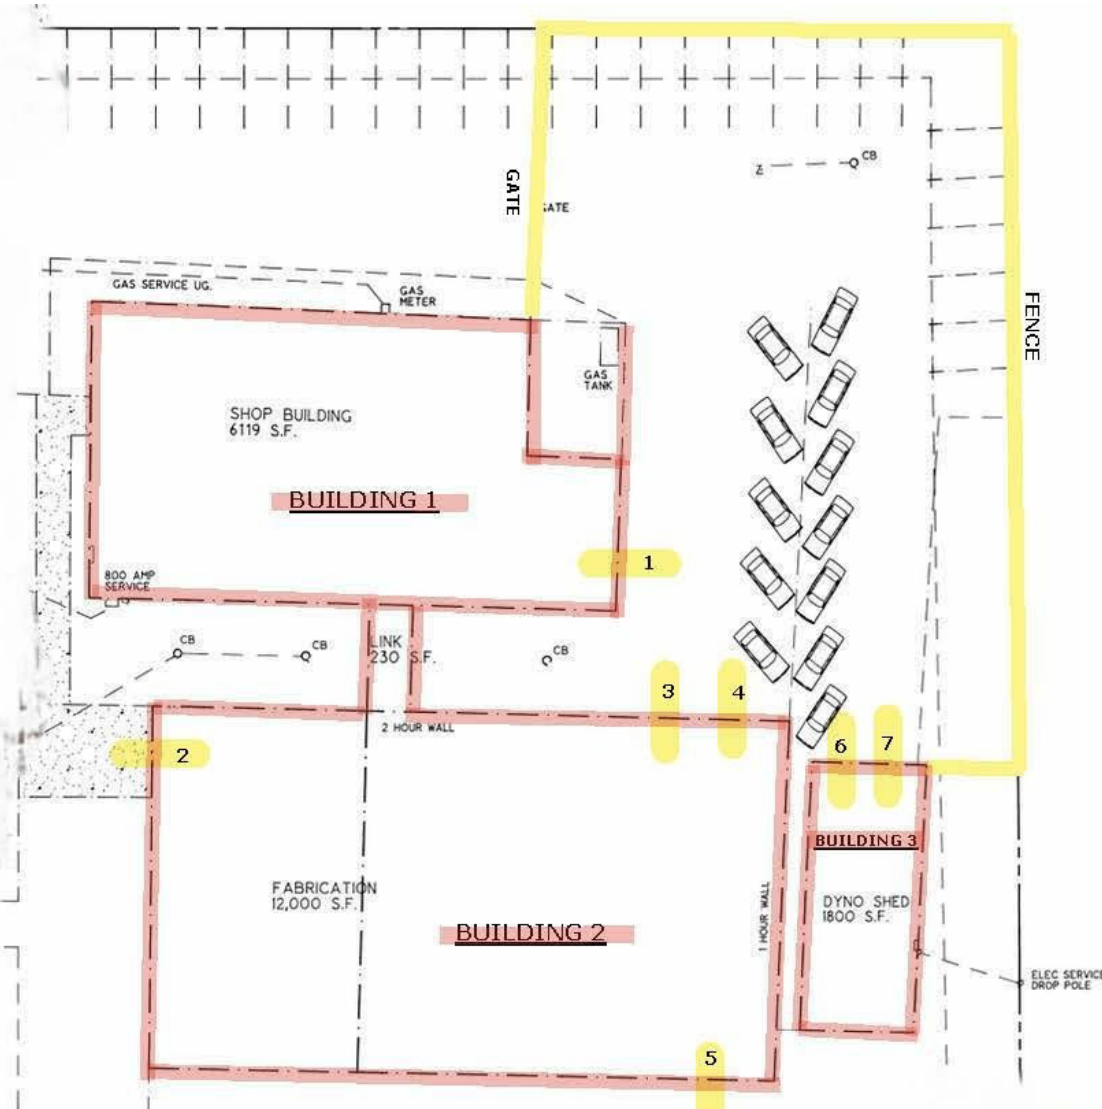 CB
GATE
GATE
GAS SERVICE UG.
GAS
METER
FENCE
GAS
TANK
SHOP BUILDING
6119 S.F.
BUILDING 1
1
800 AMP
SERVICE
CB
CB
LINK
230 S.F.
CB
3
4
2 HOUR WALL
2
6
7
BUILDING 3
FABRICATION
12,000 S.F.
DYNO SHED
1800 S.F.
1 HOUR WALL
BUILDING 2
ELEC SERVICE
DROP POLE
5